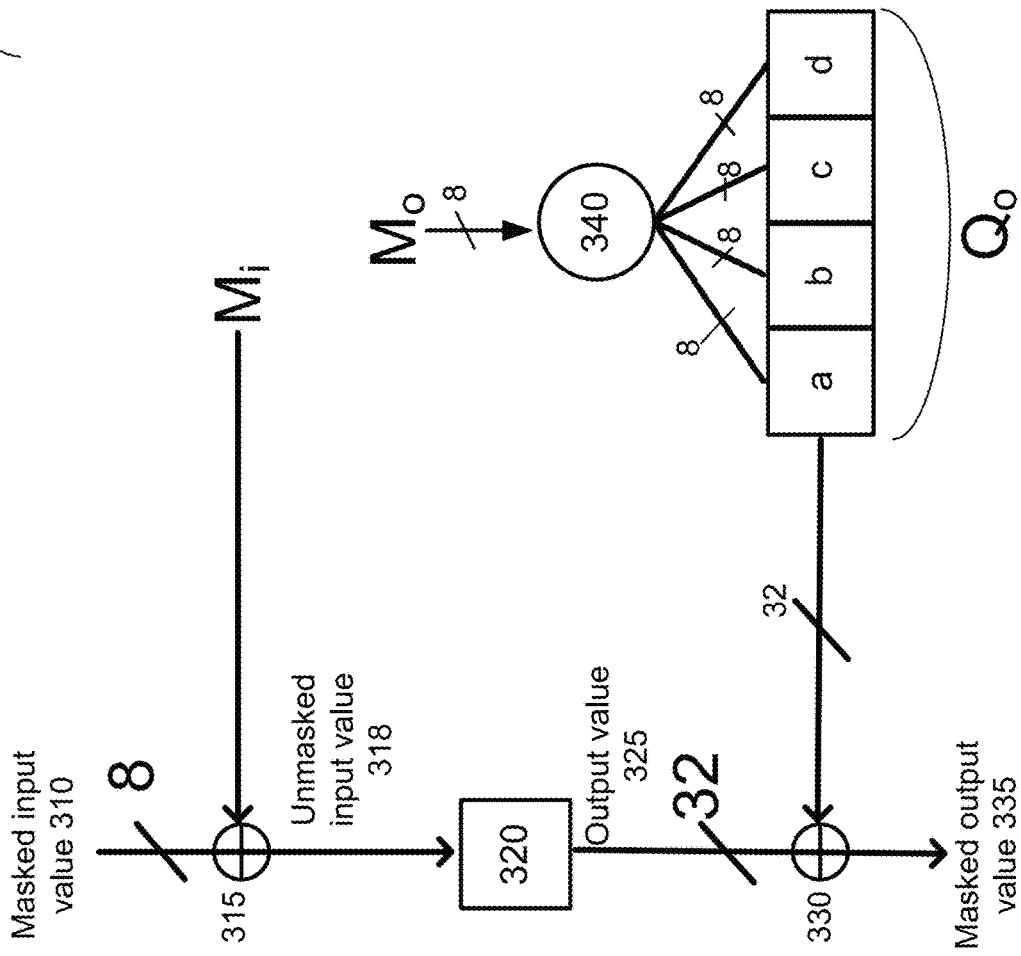 Masked input
value 310
8
315
M i
Unmasked
input value
318
320
Output value
325
32
330
Masked output
value 335
32
M o
8
340
8
8
8
8
a
b
c
d
Q o